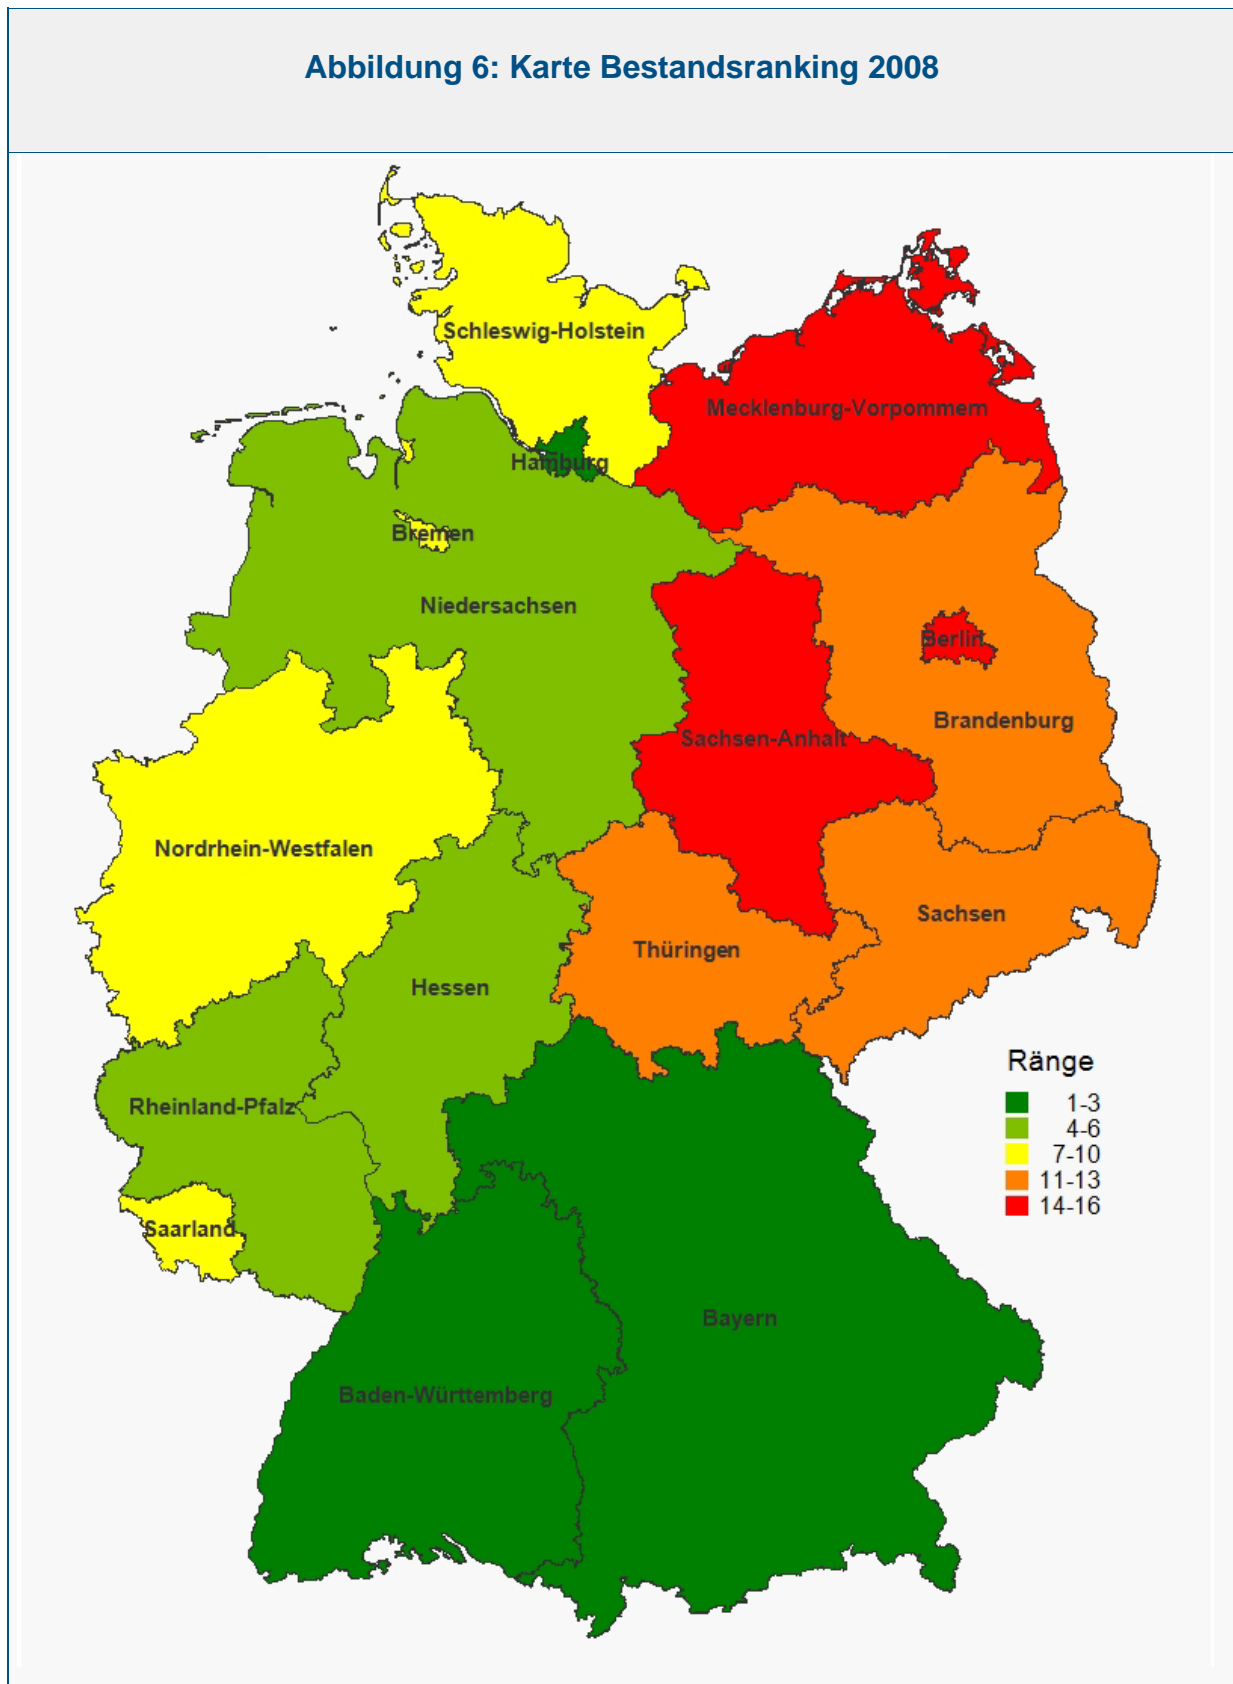 Abbildung 6: Karte Bestandsranking 2008
Schleswig-Holstein
Mecklenburg-Vorpommern
Hamburg
Bremen
Niedersachsen
Berlin
Brandenburg
Sachsen-Anhalt
Nordrhein-Westfalen
Sachsen
Thüringen
Hessen
Ränge
1-3
4-6
7-10
11-13
14-16
Rheinland-Pfalz
Saarland
Bayern
Baden-Württemberg